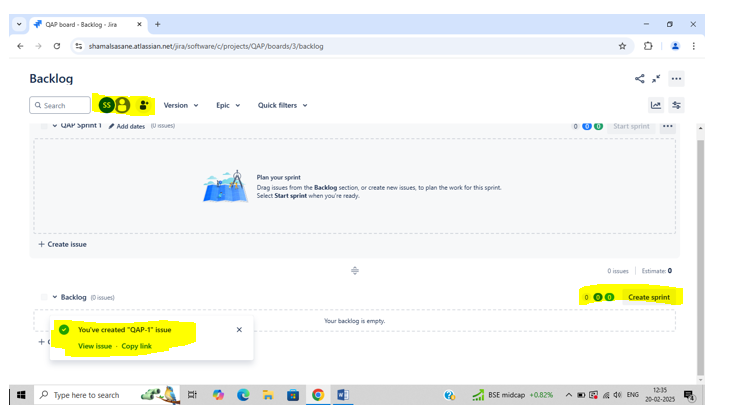 QAP board - Backlog - Jira
shamalsasane.atlassian.net/jira/software/c/projects/QAP/boards/3/backlog
Backlog
Search SS Version Epic Quick filters
QAP Sprint 1 Add dates (0 issues) 0 0 0 Start sprint
Plan your sprint
Drag issues from the Backlog section, or create new issues, to plan the work for this sprint.
Select Start sprint when you're ready.
+ Create issue
0 issues Estimate: 0
Backlog (0 issues) 0 0 0 Create sprint
Your backlog is empty.
You've created "QAP-1" issue
View issue · Copy link
Type here to search BSE midcap +0.82% ENG 12:35
20-02-2025